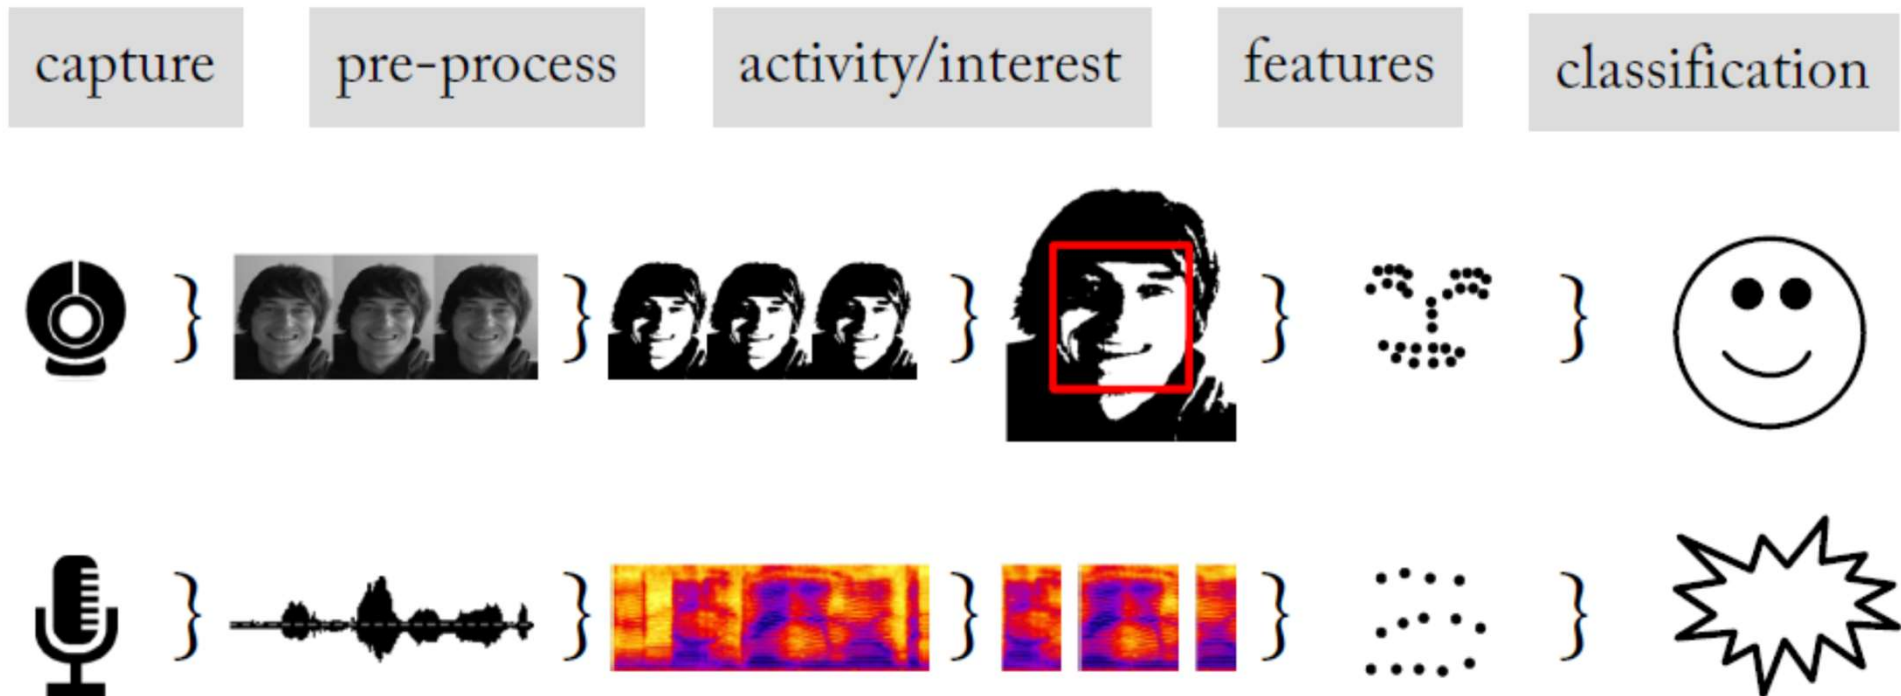 capture
pre-process
activity/interest
features
classification